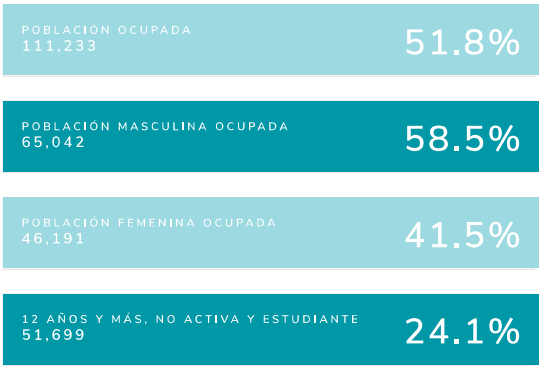 POBLACIÓN OCUPADA
111,233
51.8%
POBLACIÓN MASCULINA OCUPADA
65,042
58.5%
POBLACIÓN FEMENINA OCUPADA
46,191
41.5%
12 AÑOS Y MÁS, NO ACTIVA Y ESTUDIANTE
51,699
24.1%